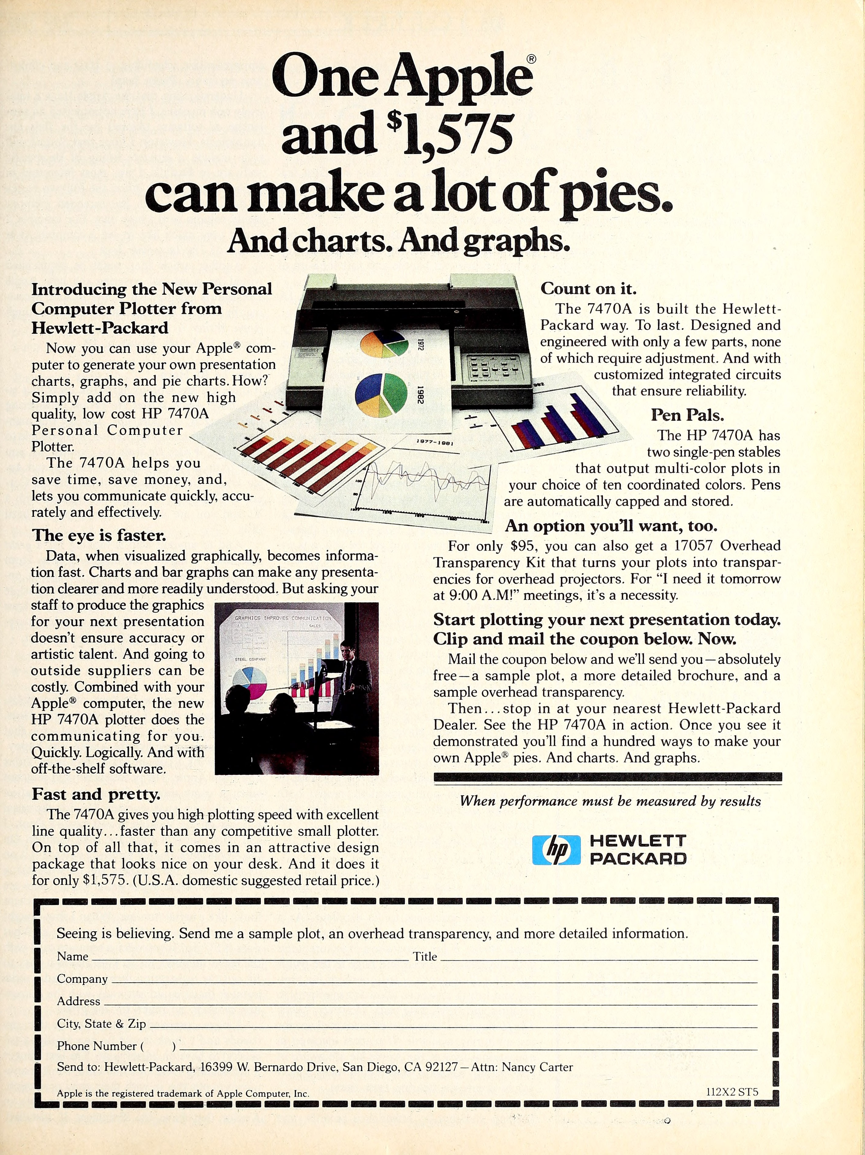 One Apple®
and $1,575
can make a lot of pies.
And charts. And graphs.
Introducing the New Personal
Computer Plotter from
Hewlett-Packard
Now you can use your Apple® com-
puter to generate your own presentation
charts, graphs, and pie charts. How?
Simply add on the new high
quality, low cost HP 7470A
Personal Computer
Plotter.
The 7470A helps you
save time, save money, and,
lets you communicate quickly, accu-
rately and effectively.
The eye is faster.
Data, when visualized graphically, becomes informa-
tion fast. Charts and bar graphs can make any presenta-
tion clearer and more readily understood. But asking your
staff to produce the graphics
for your next presentation
doesn't ensure accuracy or
artistic talent. And going to
outside suppliers can be
costly. Combined with your
Apple® computer, the new
HP 7470A plotter does the
communicating for you.
Quickly. Logically. And with
off-the-shelf software.
GRAPHICS IMPROVES COMMUNICATION
SALES
STEEL COMPANY
Fast and pretty.
The 7470A gives you high plotting speed with excellent
line quality...faster than any competitive small plotter.
On top of all that, it comes in an attractive design
package that looks nice on your desk. And it does it
for only $1,575. (U.S.A. domestic suggested retail price.)
1972
1982
1977-1981
Count on it.
The 7470A is built the Hewlett-
Packard way. To last. Designed and
engineered with only a few parts, none
of which require adjustment. And with
customized integrated circuits
that ensure reliability.
Pen Pals.
The HP 7470A has
two single-pen stables
that output multi-color plots in
your choice of ten coordinated colors. Pens
are automatically capped and stored.
An option you'll want, too.
For only $95, you can also get a 17057 Overhead
Transparency Kit that turns your plots into transpar-
encies for overhead projectors. For “I need it tomorrow
at 9:00 A.M!” meetings, it's a necessity.
Start plotting your next presentation today.
Clip and mail the coupon below. Now.
Mail the coupon below and we'll send you—absolutely
free—a sample plot, a more detailed brochure, and a
sample overhead transparency.
Then...stop in at your nearest Hewlett-Packard
Dealer. See the HP 7470A in action. Once you see it
demonstrated you'll find a hundred ways to make your
own Apple® pies. And charts. And graphs.
When performance must be measured by results
hp HEWLETT
PACKARD
Seeing is believing. Send me a sample plot, an overhead transparency, and more detailed information.
Name Title
Company
Address
City, State & Zip
Phone Number ( )
Send to: Hewlett-Packard, 16399 W. Bernardo Drive, San Diego, CA 92127—Attn: Nancy Carter
Apple is the registered trademark of Apple Computer, Inc.
112X2 ST5